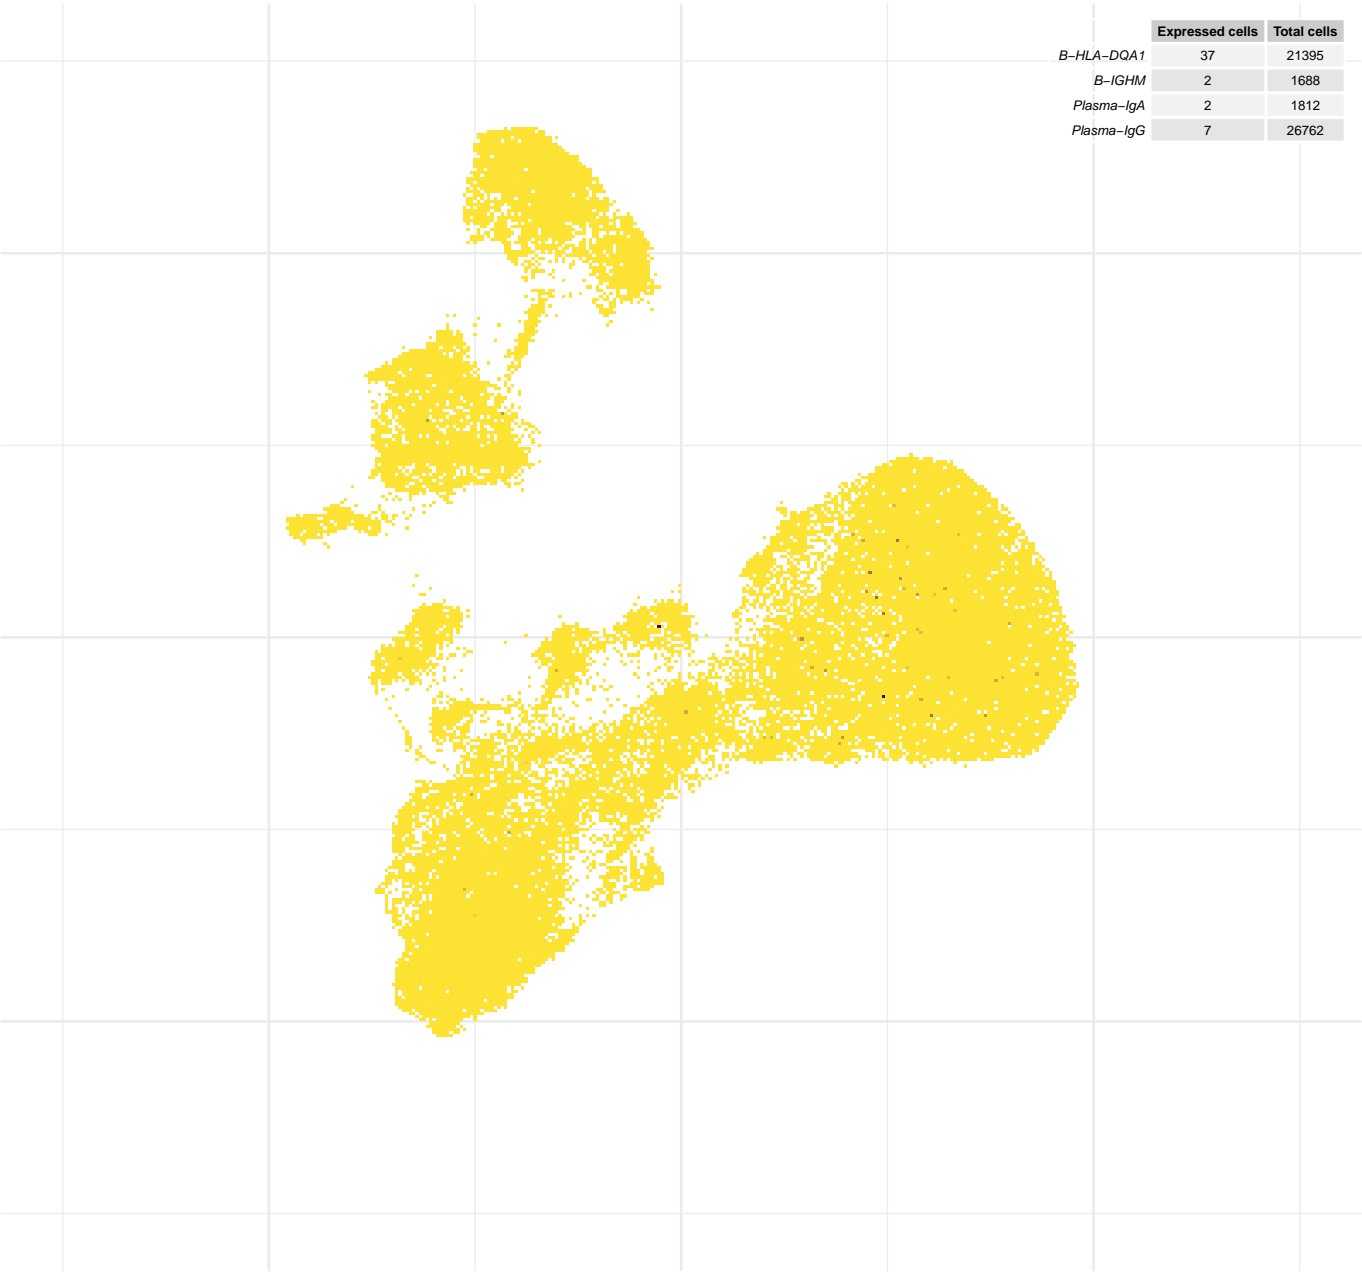 Expressed cells Total cells
B-HLA-DQA1 37 21395
B-IGHM 2 1688
Plasma-IgA 2 1812
Plasma-IgG 7 26762